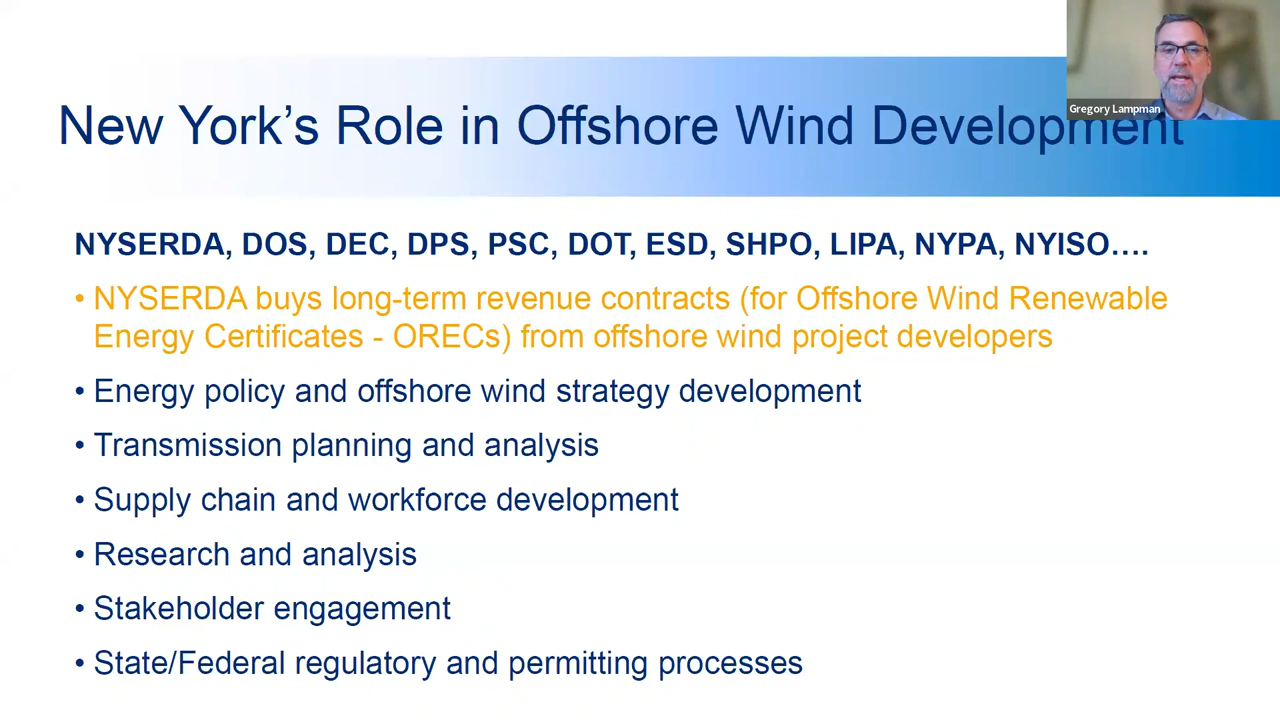 Gregory Lampman
New York's Role in Offshore Wind Development
NYSERDA, DOS, DEC, DPS, PSC, DOT, ESD, SHPO, LIPA, NYPA, NYISO….
• NYSERDA buys long-term revenue contracts (for Offshore Wind Renewable
Energy Certificates - ORECs) from offshore wind project developers
• Energy policy and offshore wind strategy development
• Transmission planning and analysis
• Supply chain and workforce development
• Research and analysis
• Stakeholder engagement
• State/Federal regulatory and permitting processes